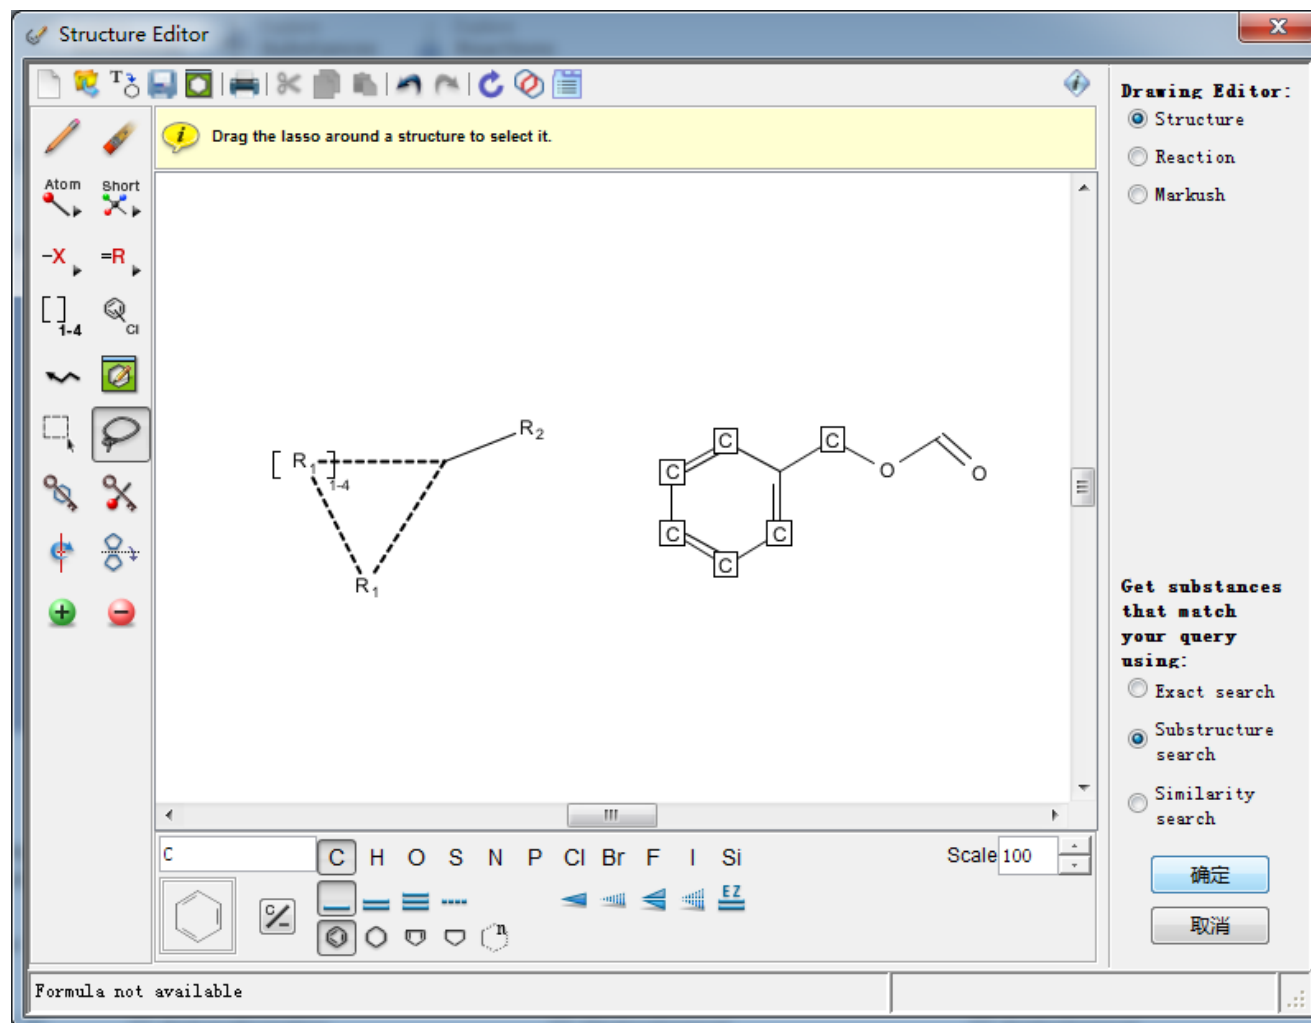 Structure Editor
X
T
Drawing Editor:
Structure
Reaction
Markush
Drag the lasso around a structure to select it.
Atom Short
-X =R
[ ]1-4 Cl
[ R1 ]1-4 R2
R1
C C
C O O
C C
C
Get substances
that match
your query
using:
Exact search
Substructure
search
Similarity
search
C C H O S N P Cl Br F I Si Scale 100
C EZ
n
确定
取消
Formula not available